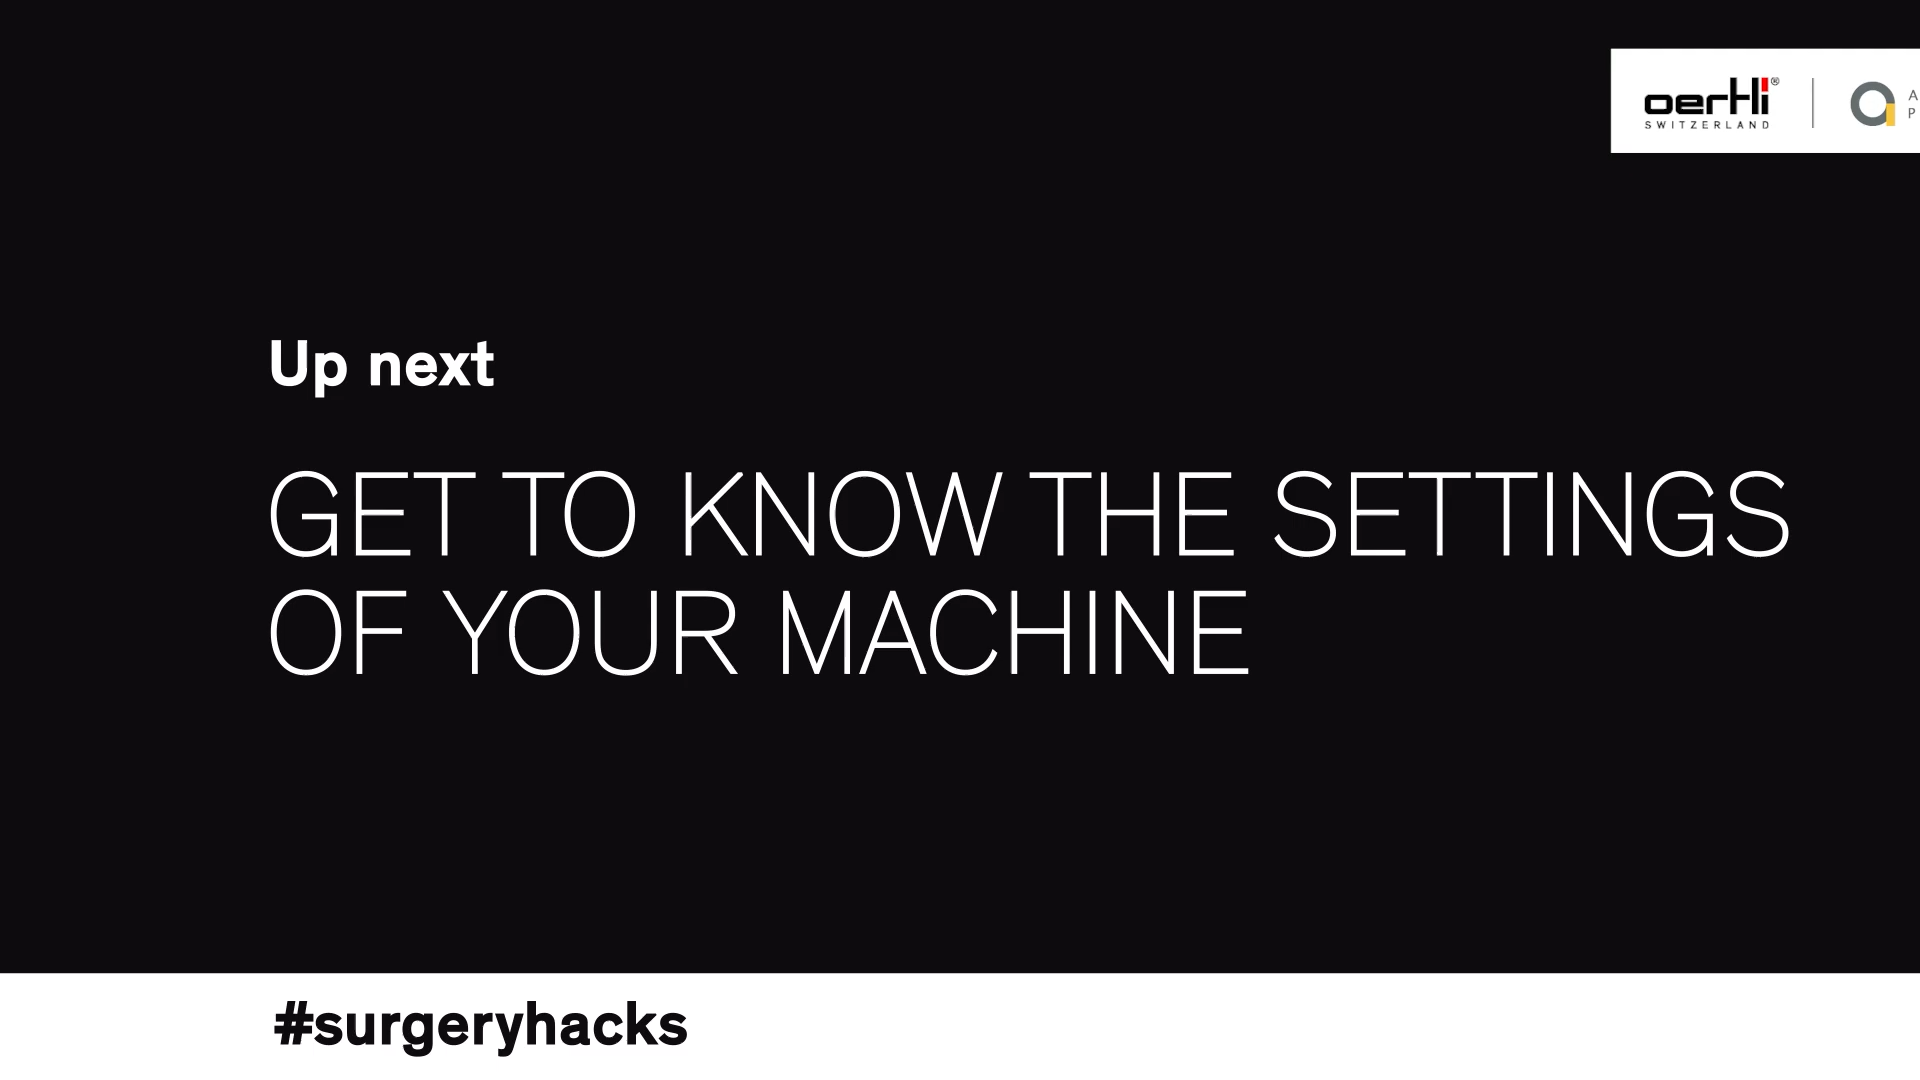 oertli®
SWITZERLAND
Up next
GET TO KNOW THE SETTINGS
OF YOUR MACHINE
#surgeryhacks